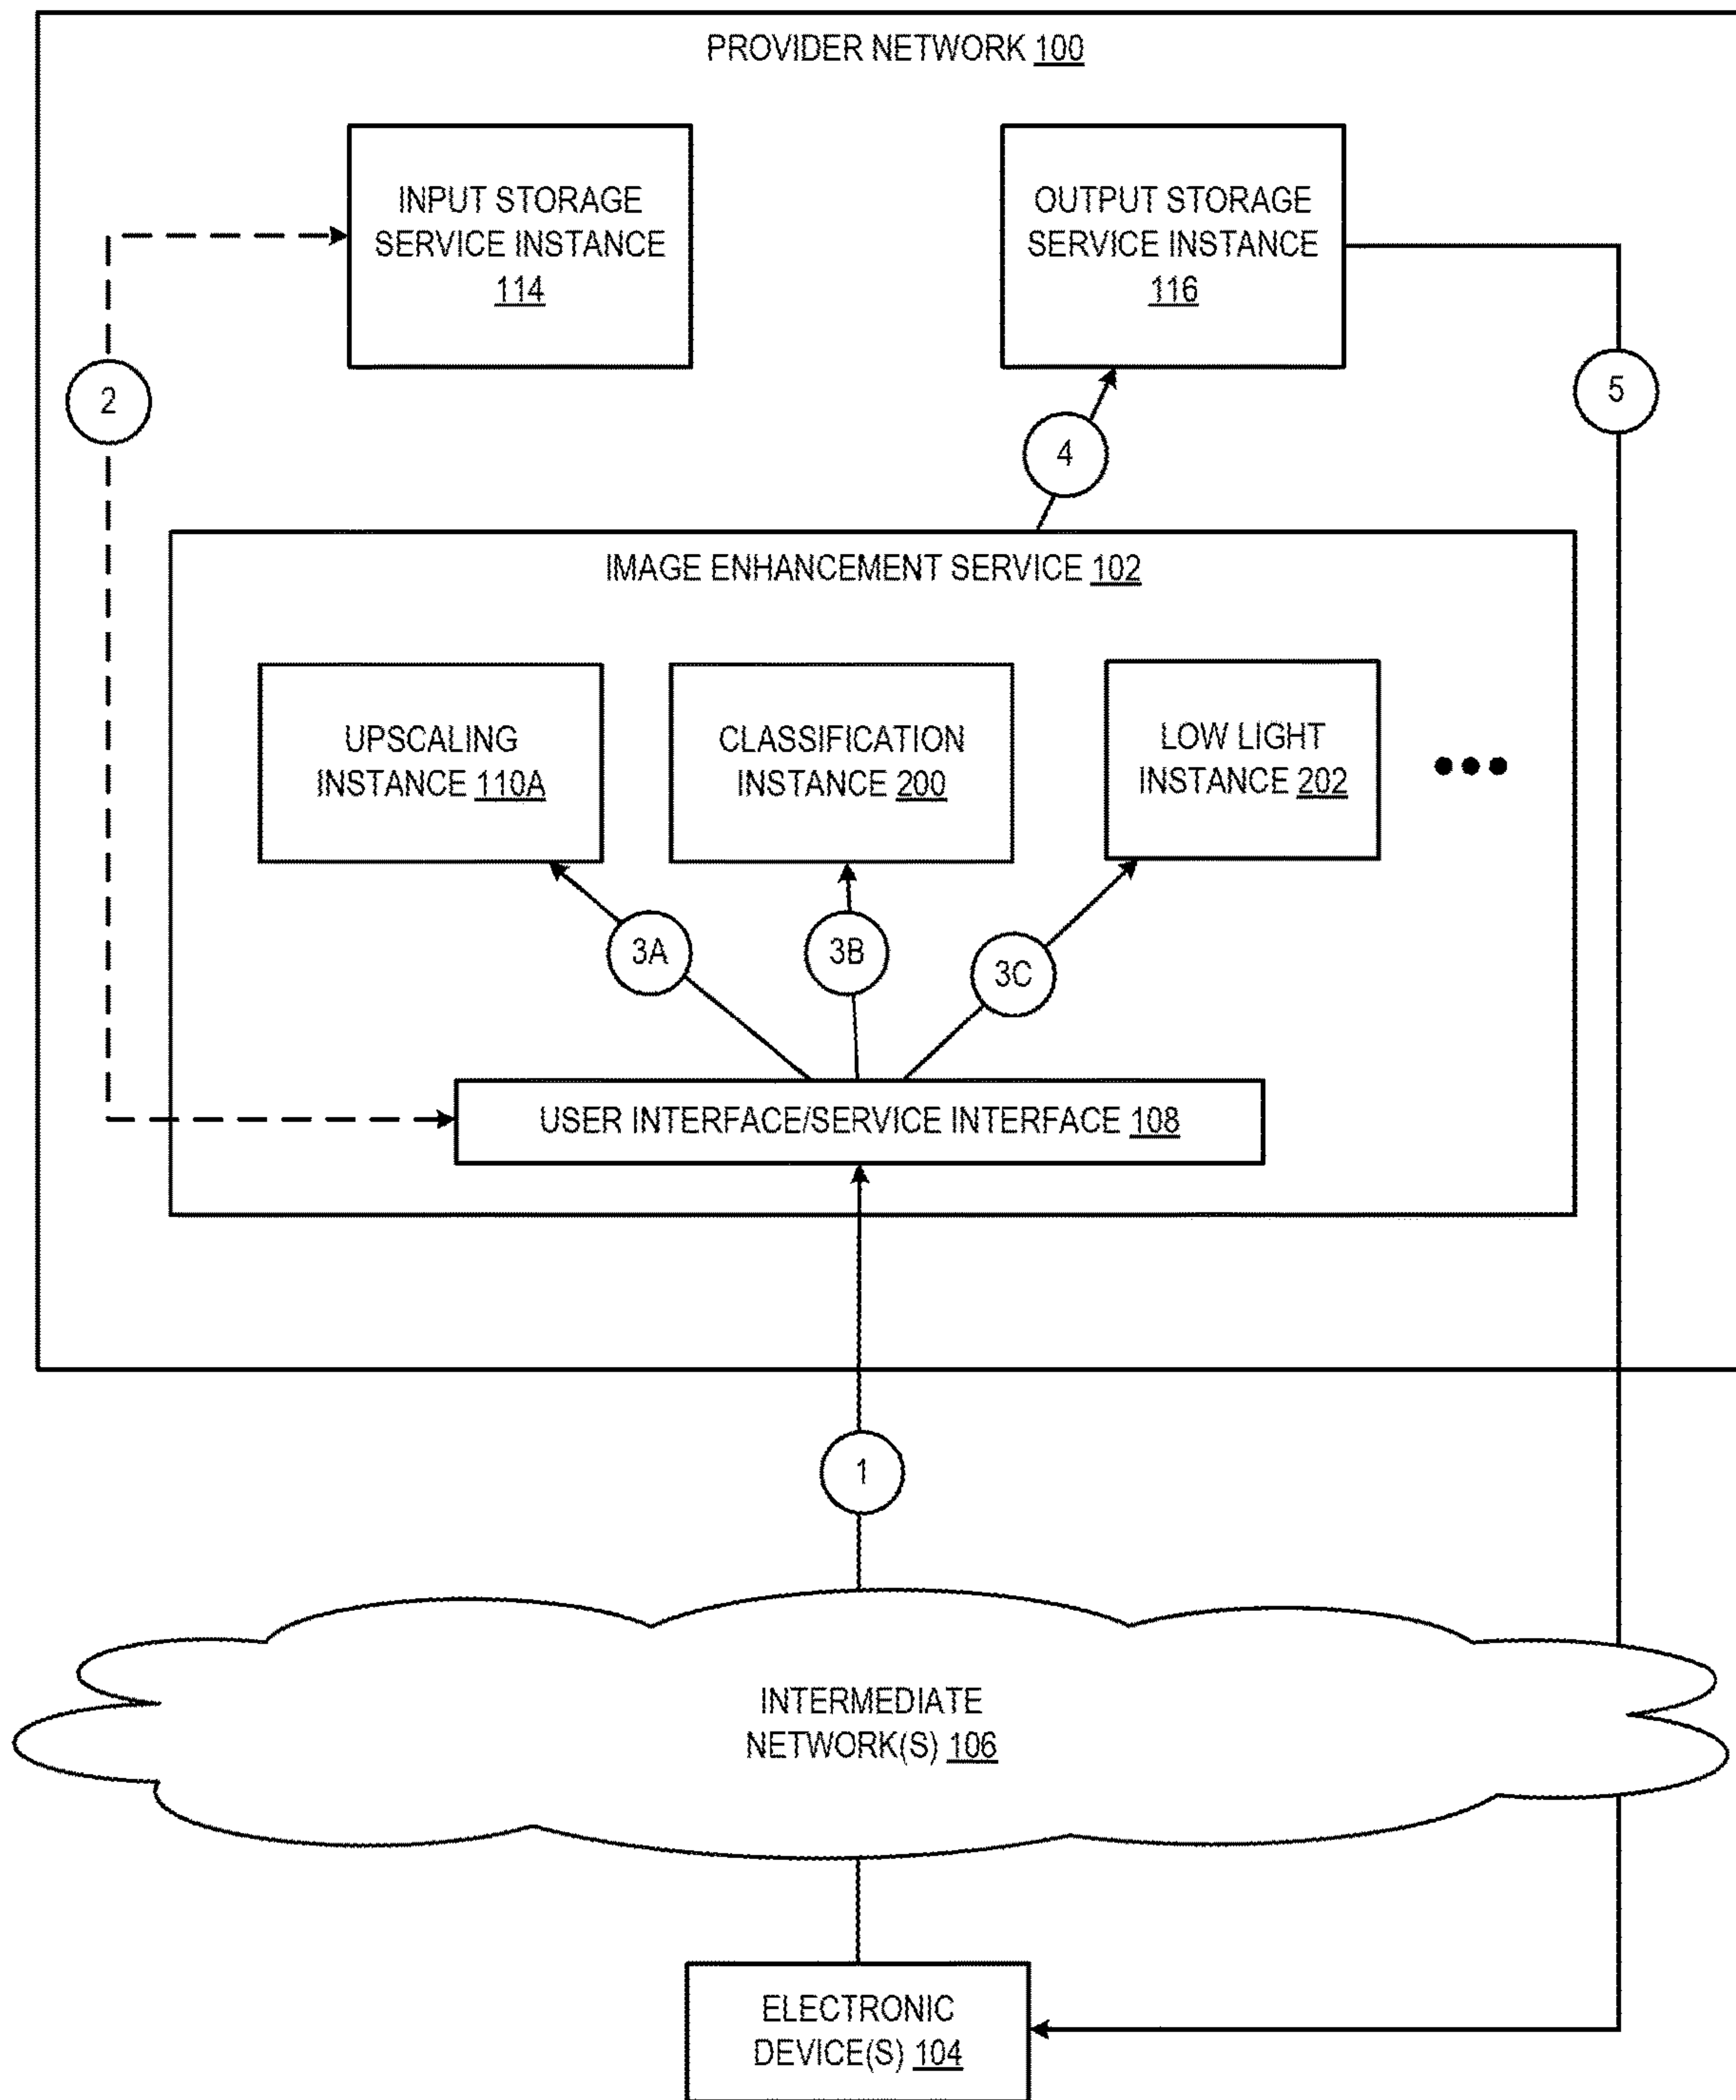 PROVIDER NETWORK 100
INPUT STORAGE
SERVICE INSTANCE
114
OUTPUT STORAGE
SERVICE INSTANCE
116
2
5
4
IMAGE ENHANCEMENT SERVICE 102
UPSCALING
INSTANCE 110A
CLASSIFICATION
INSTANCE 200
LOW LIGHT
INSTANCE 202
3A
3B
3C
USER INTERFACE/SERVICE INTERFACE 108
1
INTERMEDIATE
NETWORK(S) 106
ELECTRONIC
DEVICE(S) 104